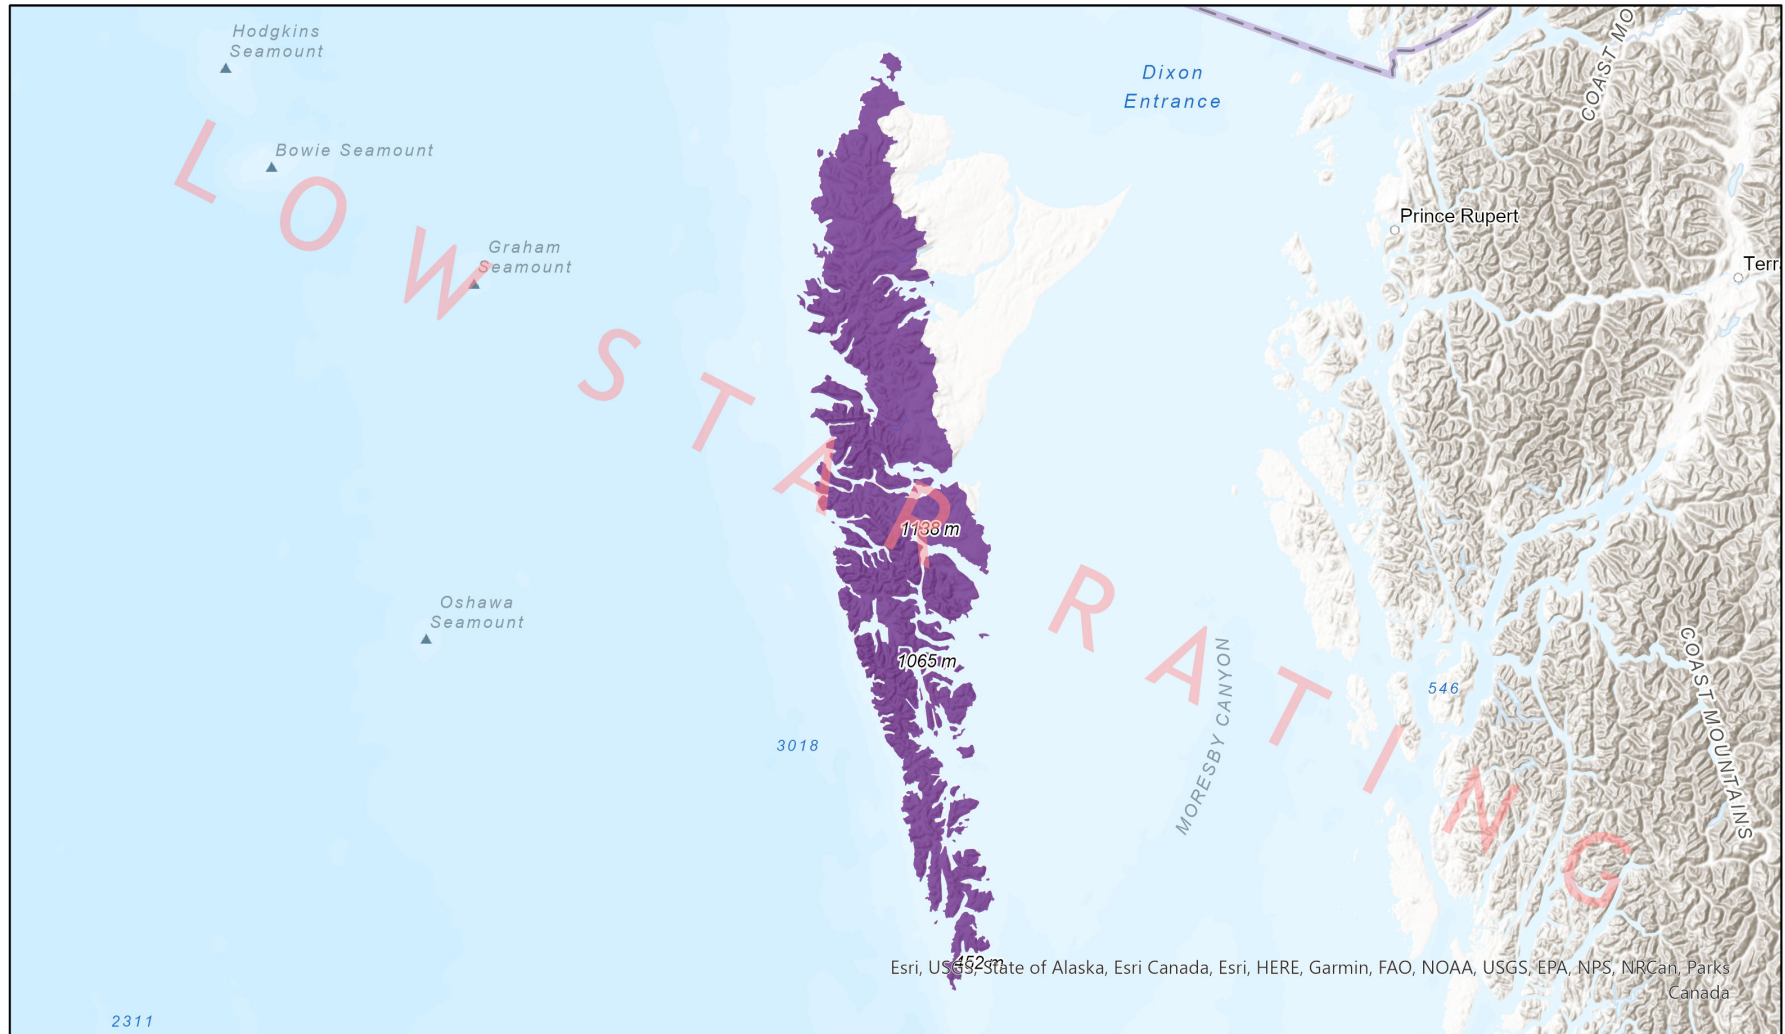 Hodgkins
Seamount
Dixon
Entrance
COAST MO
Bowie Seamount
Prince Rupert
Graham
Seamount
Terr
LOW STAR RATING
1138 m
Oshawa
Seamount
1065 m
COAST MOUNTAINS
MORESBY CANYON
546
3018
452 m
Esri, USGS, State of Alaska, Esri Canada, Esri, HERE, Garmin, FAO, NOAA, USGS, EPA, NPS, NRCan, Parks
Canada
2311